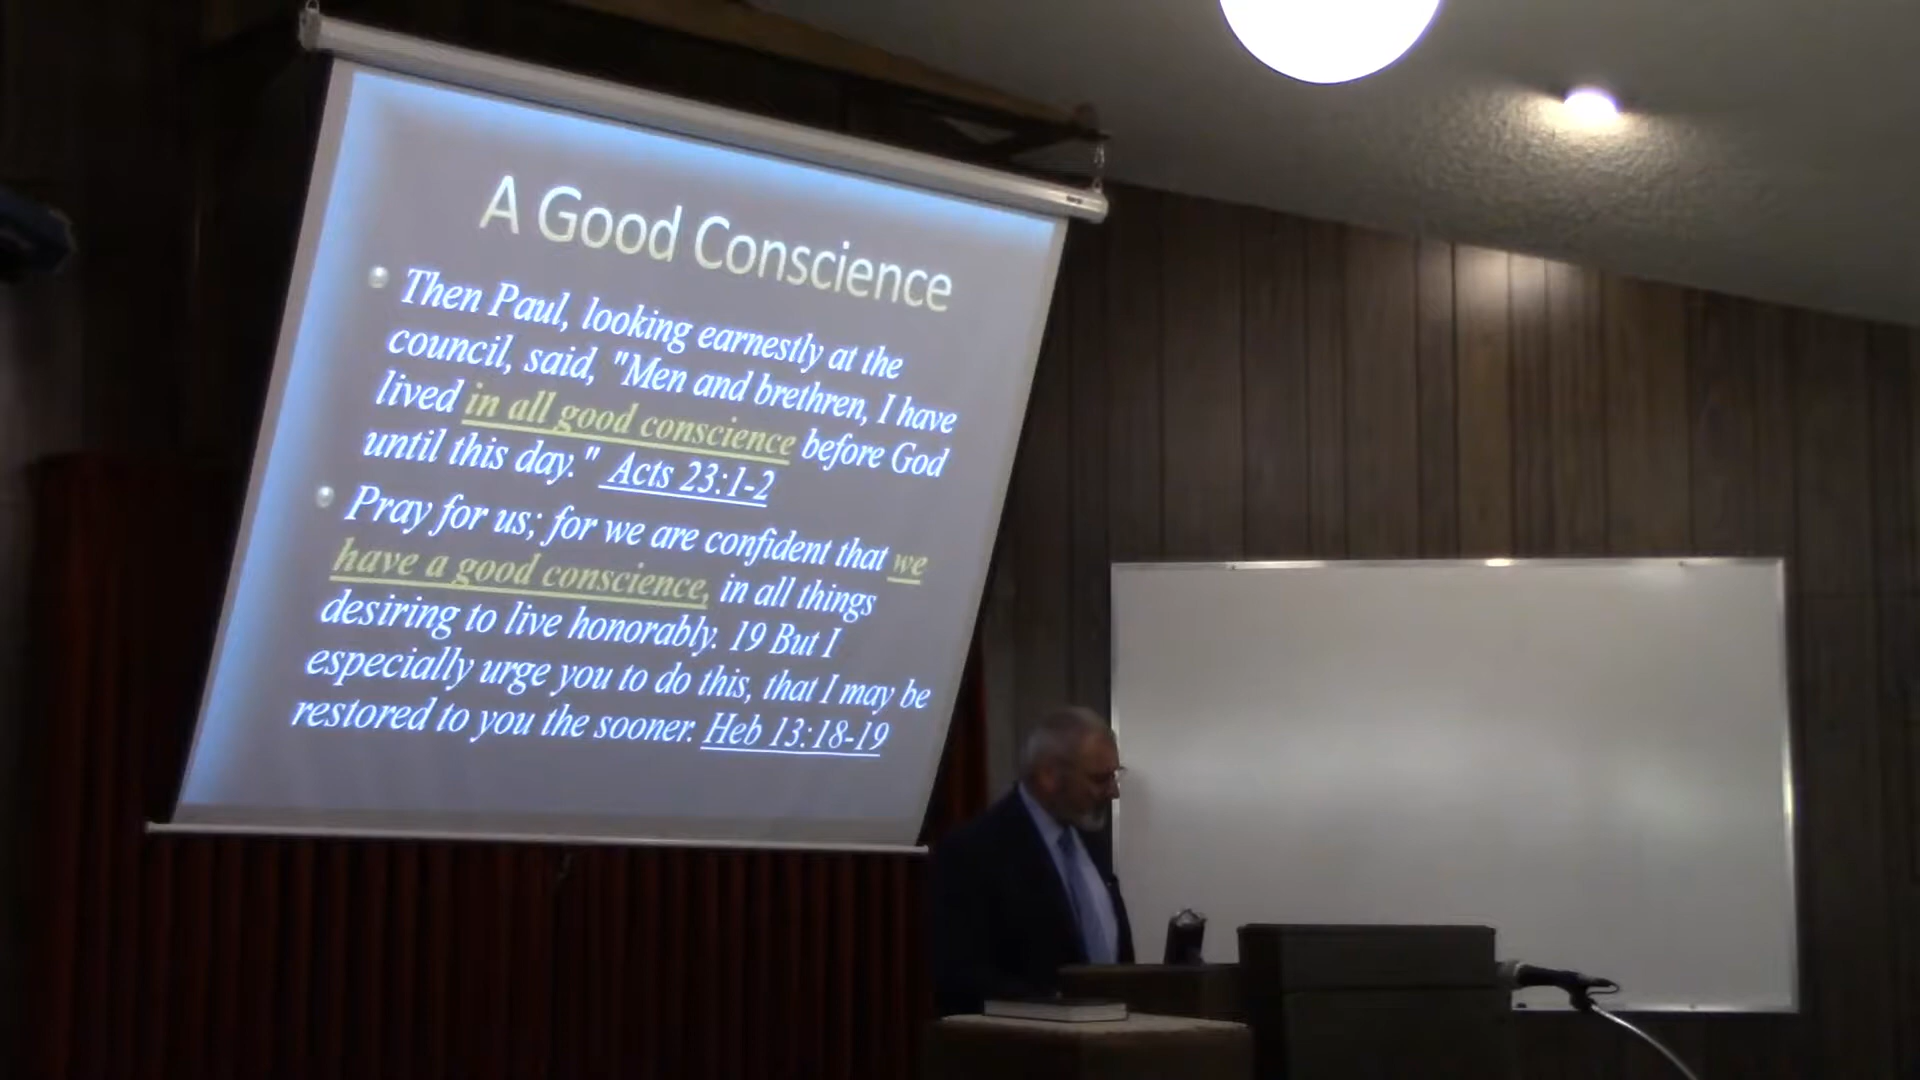 A Good Conscience
Then Paul, looking earnestly at the
council, said, "Men and brethren, I have
lived in all good conscience before God
until this day." Acts 23:1-2
Pray for us; for we are confident that we
have a good conscience, in all things
desiring to live honorably. 19 But I
especially urge you to do this, that I may be
restored to you the sooner. Heb 13:18-19